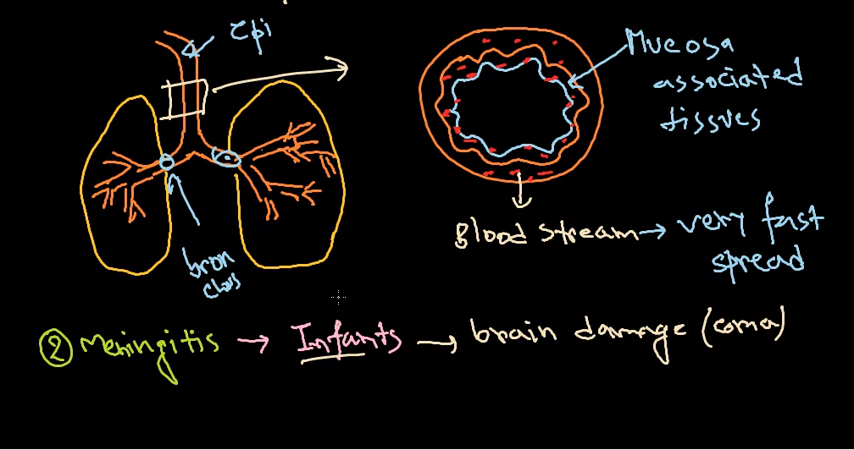 Epi
Mucosa
associated
tissues
Blood stream → very fast
spread
bron
chus
② Meningitis → Infants → brain damage (coma)